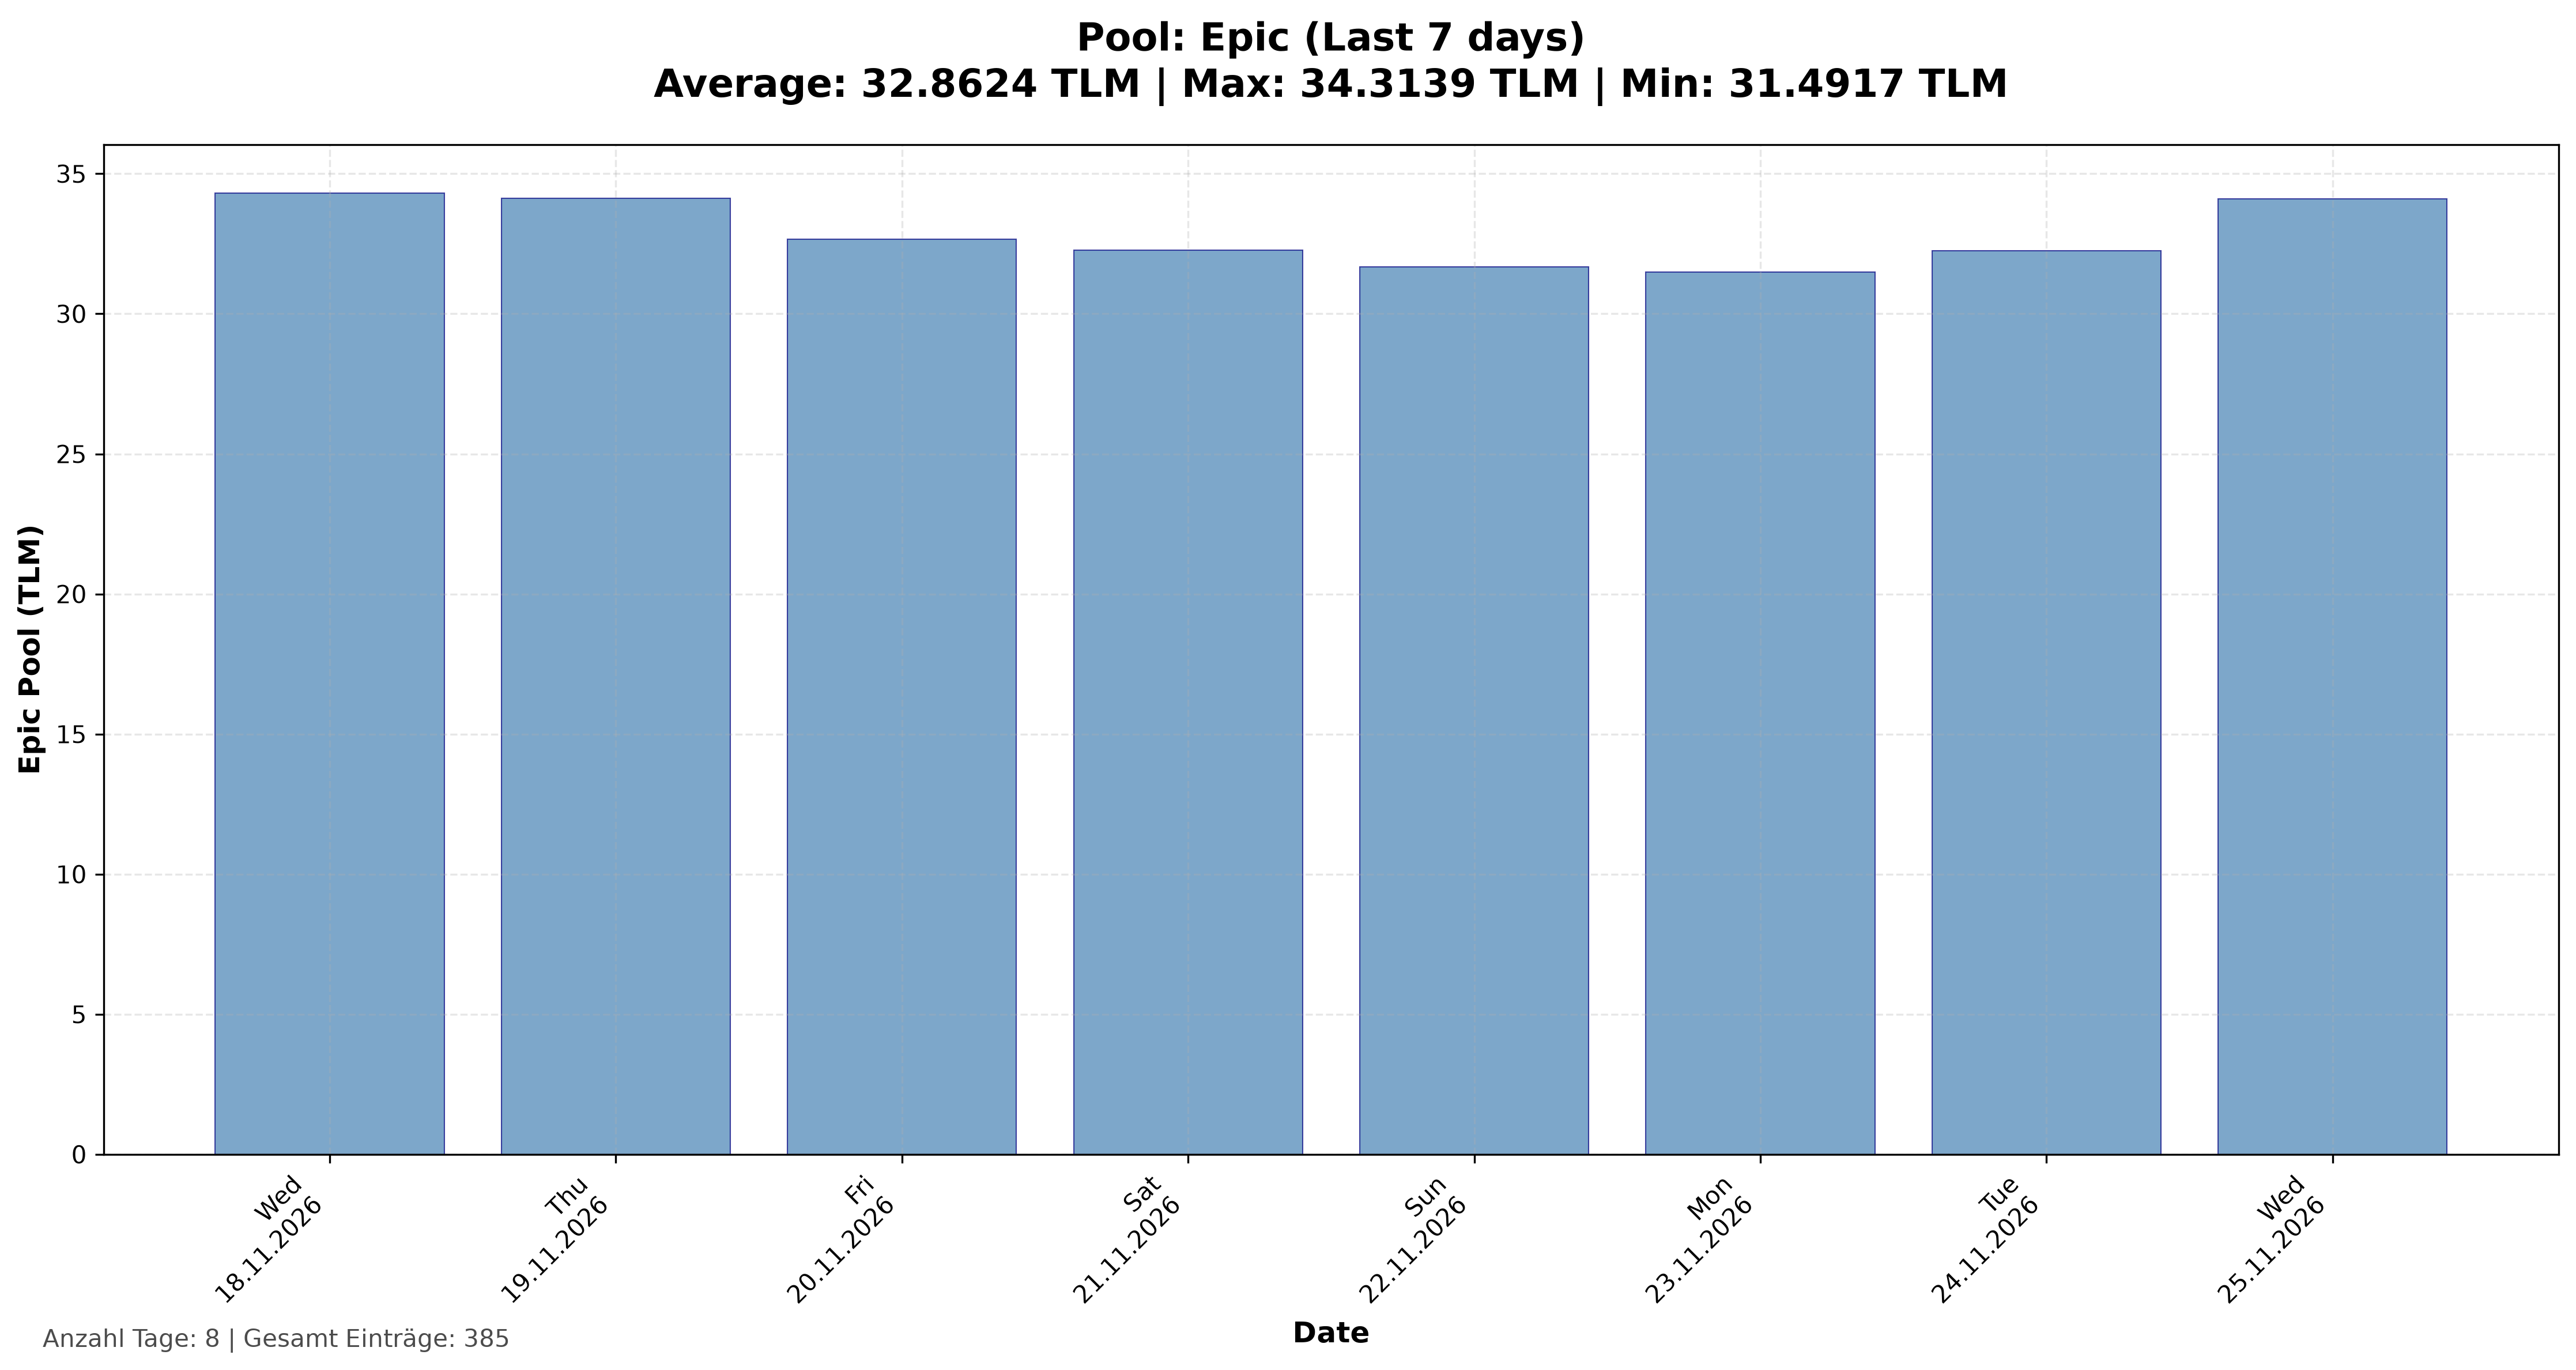 Pool: Epic (Last 7 days)
Average: 32.8624 TLM | Max: 34.3139 TLM | Min: 31.4917 TLM
Epic Pool (TLM)
35
30
25
20
15
10
5
0
Wed
18.11.2026
Thu
19.11.2026
Fri
20.11.2026
Sat
21.11.2026
Sun
22.11.2026
Mon
23.11.2026
Tue
24.11.2026
Wed
25.11.2026
Date
Anzahl Tage: 8 | Gesamt Einträge: 385